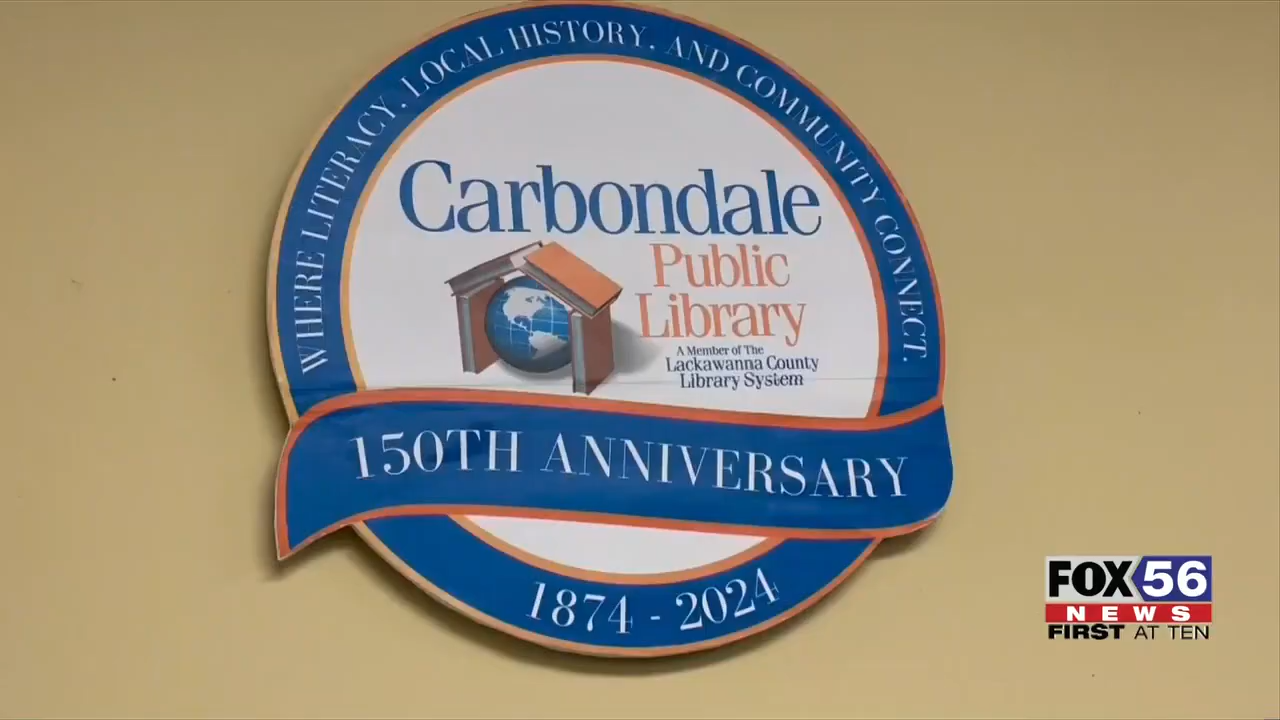 WHERE LITERACY, LOCAL HISTORY, AND COMMUNITY CONNECT.
Carbondale
Public
Library
A Member of The
Lackawanna County
Library System
150TH ANNIVERSARY
1874 - 2024
FOX 56
NEWS
FIRST AT TEN